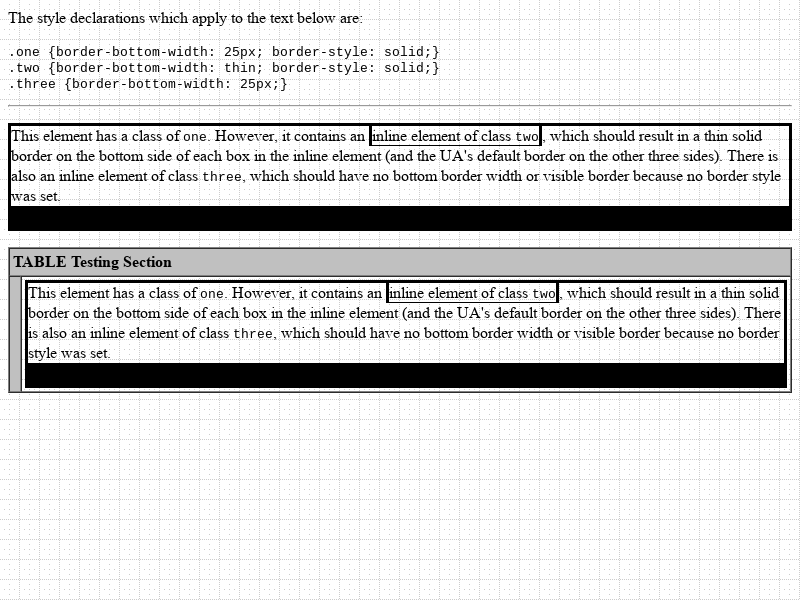 The style declarations which apply to the text below are:
.one {border-bottom-width: 25px; border-style: solid;}
.two {border-bottom-width: thin; border-style: solid;}
.three {border-bottom-width: 25px;}
This element has a class of one. However, it contains an inline element of class two, which should result in a thin solid
border on the bottom side of each box in the inline element (and the UA's default border on the other three sides). There is
also an inline element of class three, which should have no bottom border width or visible border because no border style
was set.
TABLE Testing Section
This element has a class of one. However, it contains an inline element of class two, which should result in a thin solid
border on the bottom side of each box in the inline element (and the UA's default border on the other three sides). There
is also an inline element of class three, which should have no bottom border width or visible border because no border
style was set.